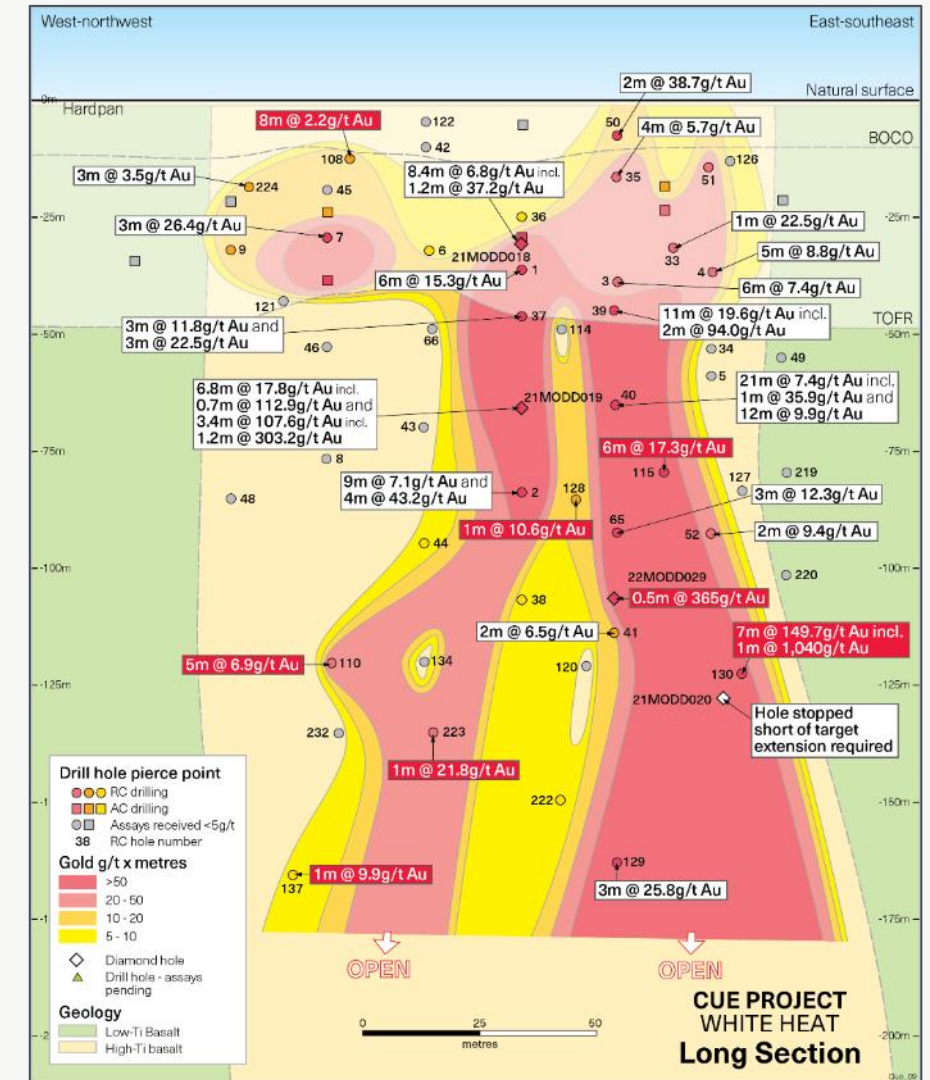 West-northwest
East-southeast
0m
Natural surface
Hardpan
2m @ 38.7g/t Au
8m @ 2.2g/t Au
122
50
4m @ 5.7g/t Au
BOCO
42
108
8.4m @ 6.8g/t Au incl.
1.2m @ 37.2g/t Au
126
3m @ 3.5g/t Au
224
45
35
51
-25m
-25m
36
1m @ 22.5g/t Au
3m @ 26.4g/t Au
7
9
6
21MODD018
33
5m @ 8.8g/t Au
1
4
6m @ 15.3g/t Au
3
6m @ 7.4g/t Au
121
39
11m @ 19.6g/t Au incl.
2m @ 94.0g/t Au
3m @ 11.8g/t Au and
3m @ 22.5g/t Au
37
TOFR
-50m
-50m
66
114
46
34
49
5
6.8m @ 17.8g/t Au incl.
0.7m @ 112.9g/t Au and
3.4m @ 107.6g/t Au incl.
1.2m @ 303.2g/t Au
21MODD019
40
21m @ 7.4g/t Au incl.
1m @ 35.9g/t Au and
12m @ 9.9g/t Au
43
6m @ 17.3g/t Au
-75m
-75m
8
115
127
219
9m @ 7.1g/t Au and
4m @ 43.2g/t Au
2
128
3m @ 12.3g/t Au
48
65
1m @ 10.6g/t Au
52
2m @ 9.4g/t Au
44
-100m
-100m
22MODD029
220
38
0.5m @ 365g/t Au
2m @ 6.5g/t Au
41
7m @ 149.7g/t Au incl.
1m @ 1,040g/t Au
5m @ 6.9g/t Au
110
134
120
130
-125m
-125m
21MODD020
Hole stopped
short of target
extension required
232
223
1m @ 21.8g/t Au
Drill hole pierce point
RC drilling
AC drilling
Assays received <5g/t
38 RC hole number
Gold g/t x metres
>50
20 - 50
10 - 20
5 - 10
Diamond hole
Drill hole - assays
pending
Geology
Low-Ti Basalt
High-Ti basalt
-1
222
-150m
129
1m @ 9.9g/t Au
137
3m @ 25.8g/t Au
-1
-175m
OPEN
OPEN
CUE PROJECT
WHITE HEAT
Long Section
0 25 50
metres
-2
-200m